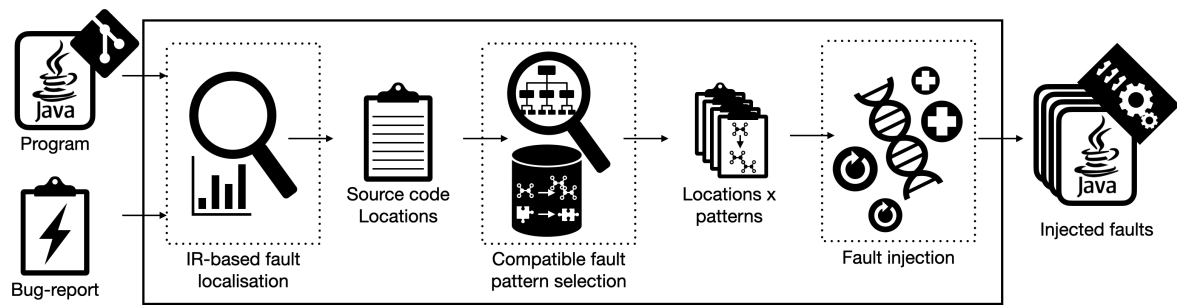 Java
Program
Bug-report
IR-based fault
localisation
Source code
Locations
Compatible fault
pattern selection
Locations x
patterns
Fault injection
Java
Injected faults